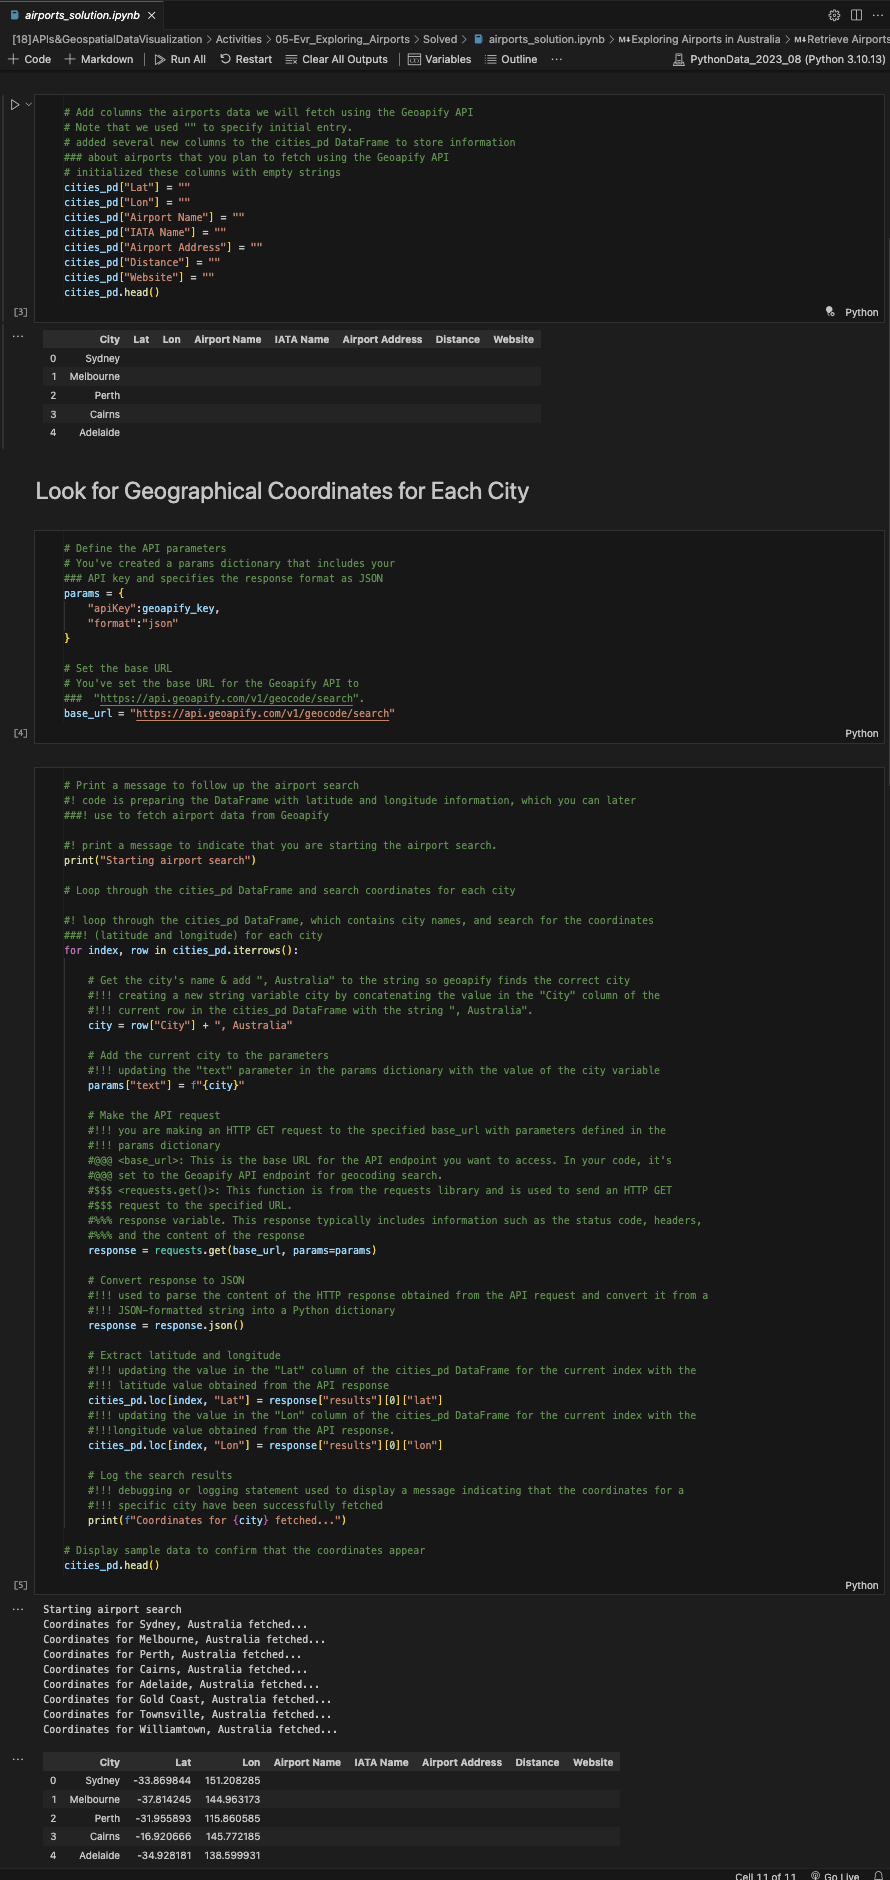 airports_solution.ipynb
[18]APIs&GeospatialDataVisualization > Activities > 05-Evr_Exploring_Airports > Solved > airports_solution.ipynb > M↓Exploring Airports in Australia > M↓Retrieve Airports
+ Code + Markdown | Run All Restart Clear All Outputs | Variables Outline ... PythonData_2023_08 (Python 3.10.13)
# Add columns the airports data we will fetch using the Geoapify API
# Note that we used "" to specify initial entry.
# added several new columns to the cities_pd DataFrame to store information
### about airports that you plan to fetch using the Geoapify API
# initialized these columns with empty strings
cities_pd["Lat"] = ""
cities_pd["Lon"] = ""
cities_pd["Airport Name"] = ""
cities_pd["IATA Name"] = ""
cities_pd["Airport Address"] = ""
cities_pd["Distance"] = ""
cities_pd["Website"] = ""
cities_pd.head()
[3] Python
... City Lat Lon Airport Name IATA Name Airport Address Distance Website
0 Sydney
1 Melbourne
2 Perth
3 Cairns
4 Adelaide
Look for Geographical Coordinates for Each City
# Define the API parameters
# You've created a params dictionary that includes your
### API key and specifies the response format as JSON
params = {
"apiKey":geoapify_key,
"format":"json"
}
# Set the base URL
# You've set the base URL for the Geoapify API to
###  "https://api.geoapify.com/v1/geocode/search".
base_url = "https://api.geoapify.com/v1/geocode/search"
[4] Python
# Print a message to follow up the airport search
#! code is preparing the DataFrame with latitude and longitude information, which you can later
###! use to fetch airport data from Geoapify
#! print a message to indicate that you are starting the airport search.
print("Starting airport search")
# Loop through the cities_pd DataFrame and search coordinates for each city
#! loop through the cities_pd DataFrame, which contains city names, and search for the coordinates
###! (latitude and longitude) for each city
for index, row in cities_pd.iterrows():
# Get the city's name & add ", Australia" to the string so geoapify finds the correct city
#!!! creating a new string variable city by concatenating the value in the "City" column of the
#!!! current row in the cities_pd DataFrame with the string ", Australia".
city = row["City"] + ", Australia"
# Add the current city to the parameters
#!!! updating the "text" parameter in the params dictionary with the value of the city variable
params["text"] = f"{city}"
# Make the API request
#!!! you are making an HTTP GET request to the specified base_url with parameters defined in the
#!!! params dictionary
#@@@ <base_url>: This is the base URL for the API endpoint you want to access. In your code, it's
#@@@ set to the Geoapify API endpoint for geocoding search.
#$$$ <requests.get()>: This function is from the requests library and is used to send an HTTP GET
#$$$ request to the specified URL.
#%%% response variable. This response typically includes information such as the status code, headers,
#%%% and the content of the response
response = requests.get(base_url, params=params)
# Convert response to JSON
#!!! used to parse the content of the HTTP response obtained from the API request and convert it from a
#!!! JSON-formatted string into a Python dictionary
response = response.json()
# Extract latitude and longitude
#!!! updating the value in the "Lat" column of the cities_pd DataFrame for the current index with the
#!!! latitude value obtained from the API response
cities_pd.loc[index, "Lat"] = response["results"][0]["lat"]
#!!! updating the value in the "Lon" column of the cities_pd DataFrame for the current index with the
#!!!longitude value obtained from the API response.
cities_pd.loc[index, "Lon"] = response["results"][0]["lon"]
# Log the search results
#!!! debugging or logging statement used to display a message indicating that the coordinates for a
#!!! specific city have been successfully fetched
print(f"Coordinates for {city} fetched...")
# Display sample data to confirm that the coordinates appear
cities_pd.head()
[5] Python
... Starting airport search
Coordinates for Sydney, Australia fetched...
Coordinates for Melbourne, Australia fetched...
Coordinates for Perth, Australia fetched...
Coordinates for Cairns, Australia fetched...
Coordinates for Adelaide, Australia fetched...
Coordinates for Gold Coast, Australia fetched...
Coordinates for Townsville, Australia fetched...
Coordinates for Williamtown, Australia fetched...
... City Lat Lon Airport Name IATA Name Airport Address Distance Website
0 Sydney -33.869844 151.208285
1 Melbourne -37.814245 144.963173
2 Perth -31.955893 115.860585
3 Cairns -16.920666 145.772185
4 Adelaide -34.928181 138.599931
Cell 11 of 11 Go Live